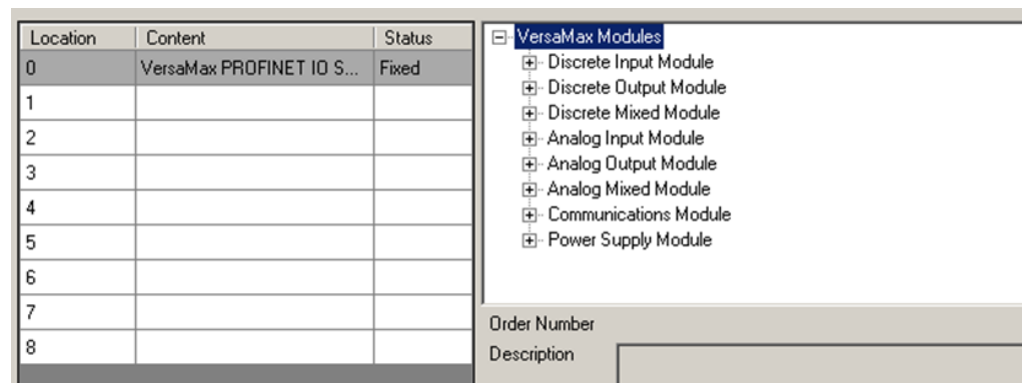 Location Content Status
0 VersaMax PROFINET IO S... Fixed
1
2
3
4
5
6
7
8
VersaMax Modules
Discrete Input Module
Discrete Output Module
Discrete Mixed Module
Analog Input Module
Analog Output Module
Analog Mixed Module
Communications Module
Power Supply Module
Order Number
Description